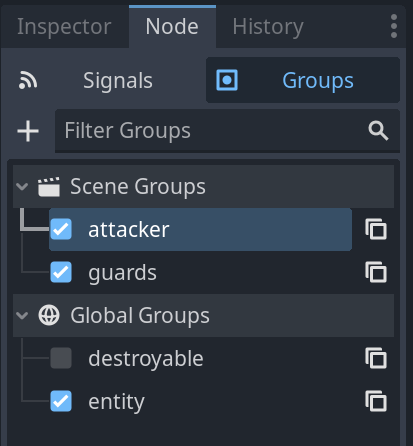 Inspector Node History
Signals Groups
Filter Groups
Scene Groups
attacker
guards
Global Groups
destroyable
entity